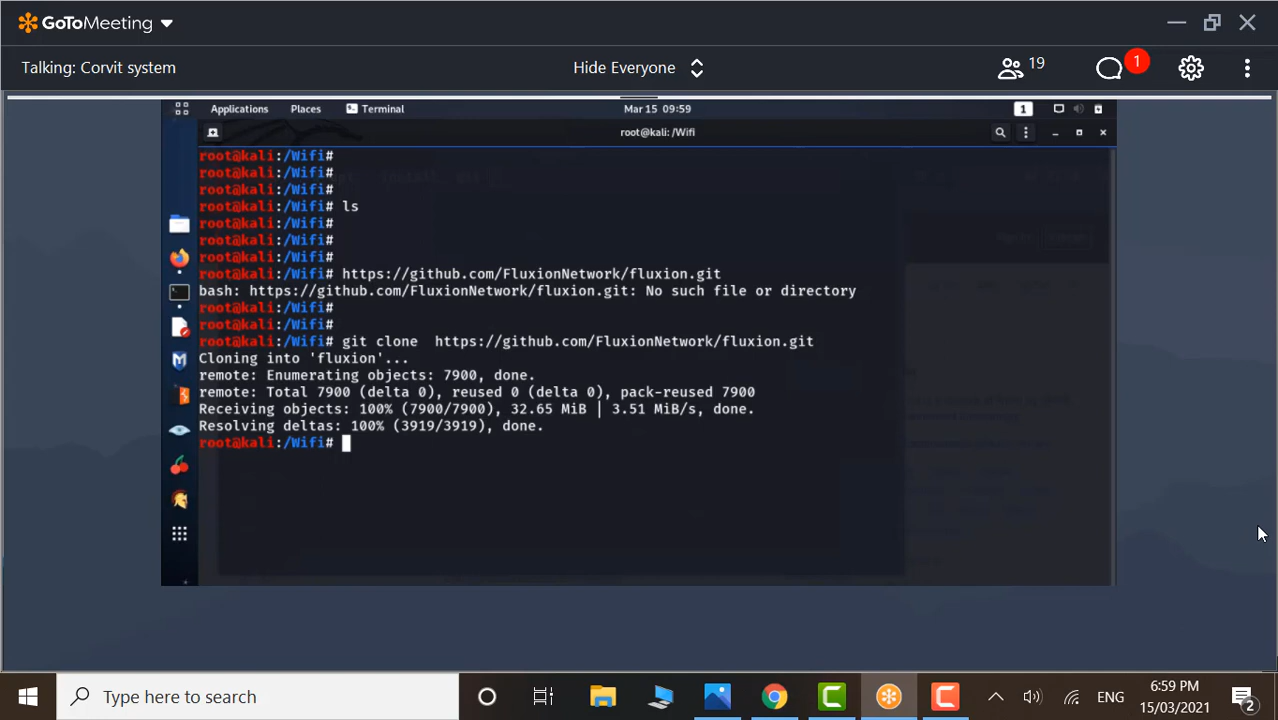 GoToMeeting
Talking: Corvit system
Hide Everyone
19
1
Applications Places Terminal
Mar 15 09:59
1
root@kali: /Wifi
root@kali:/Wifi#
root@kali:/Wifi#
root@kali:/Wifi#
root@kali:/Wifi# ls
root@kali:/Wifi#
root@kali:/Wifi#
root@kali:/Wifi#
root@kali:/Wifi# https://github.com/FluxionNetwork/fluxion.git
bash: https://github.com/FluxionNetwork/fluxion.git: No such file or directory
root@kali:/Wifi#
root@kali:/Wifi#
root@kali:/Wifi# git clone  https://github.com/FluxionNetwork/fluxion.git
Cloning into 'fluxion'...
remote: Enumerating objects: 7900, done.
remote: Total 7900 (delta 0), reused 0 (delta 0), pack-reused 7900
Receiving objects: 100% (7900/7900), 32.65 MiB | 3.51 MiB/s, done.
Resolving deltas: 100% (3919/3919), done.
root@kali:/Wifi#
Type here to search
ENG
6:59 PM
15/03/2021
2